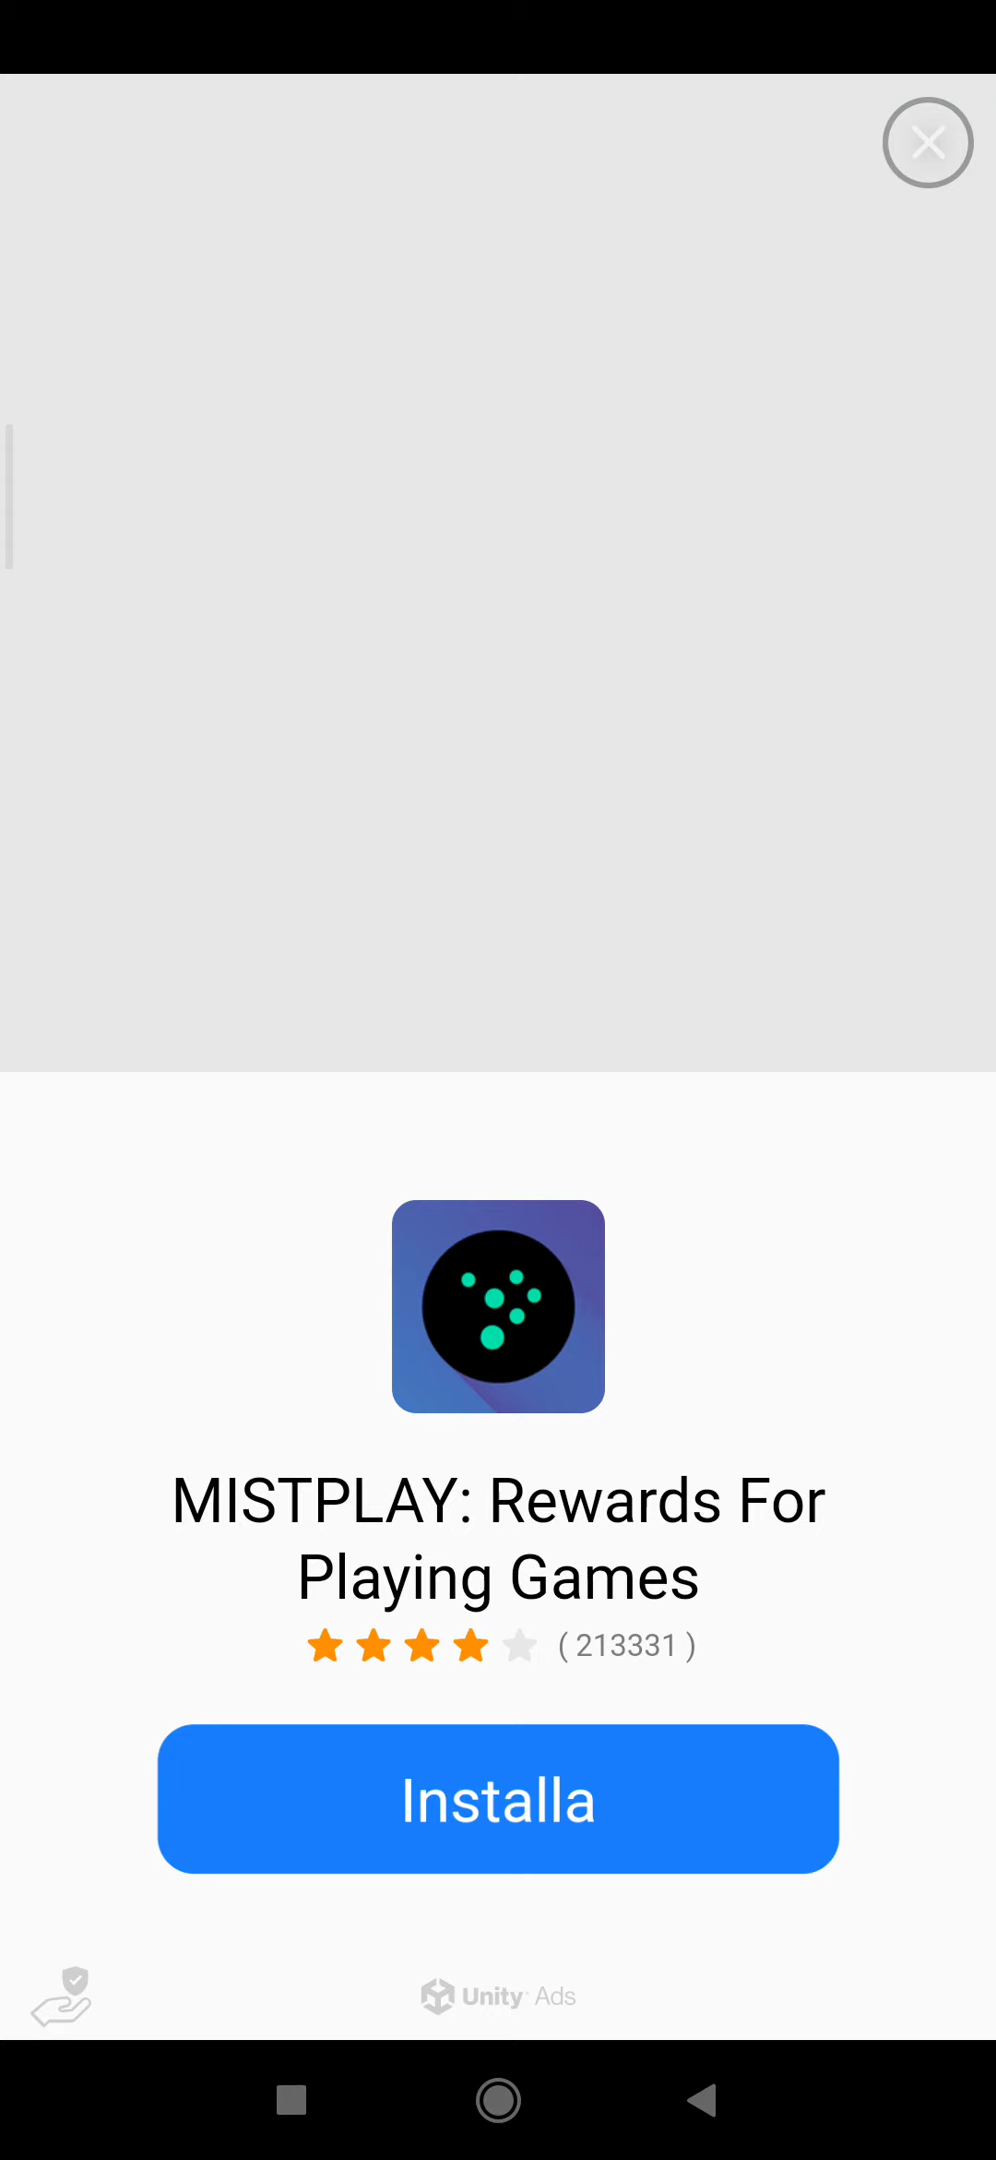 MISTPLAY: Rewards For
Playing Games
( 213331 )
Installa
Unity Ads